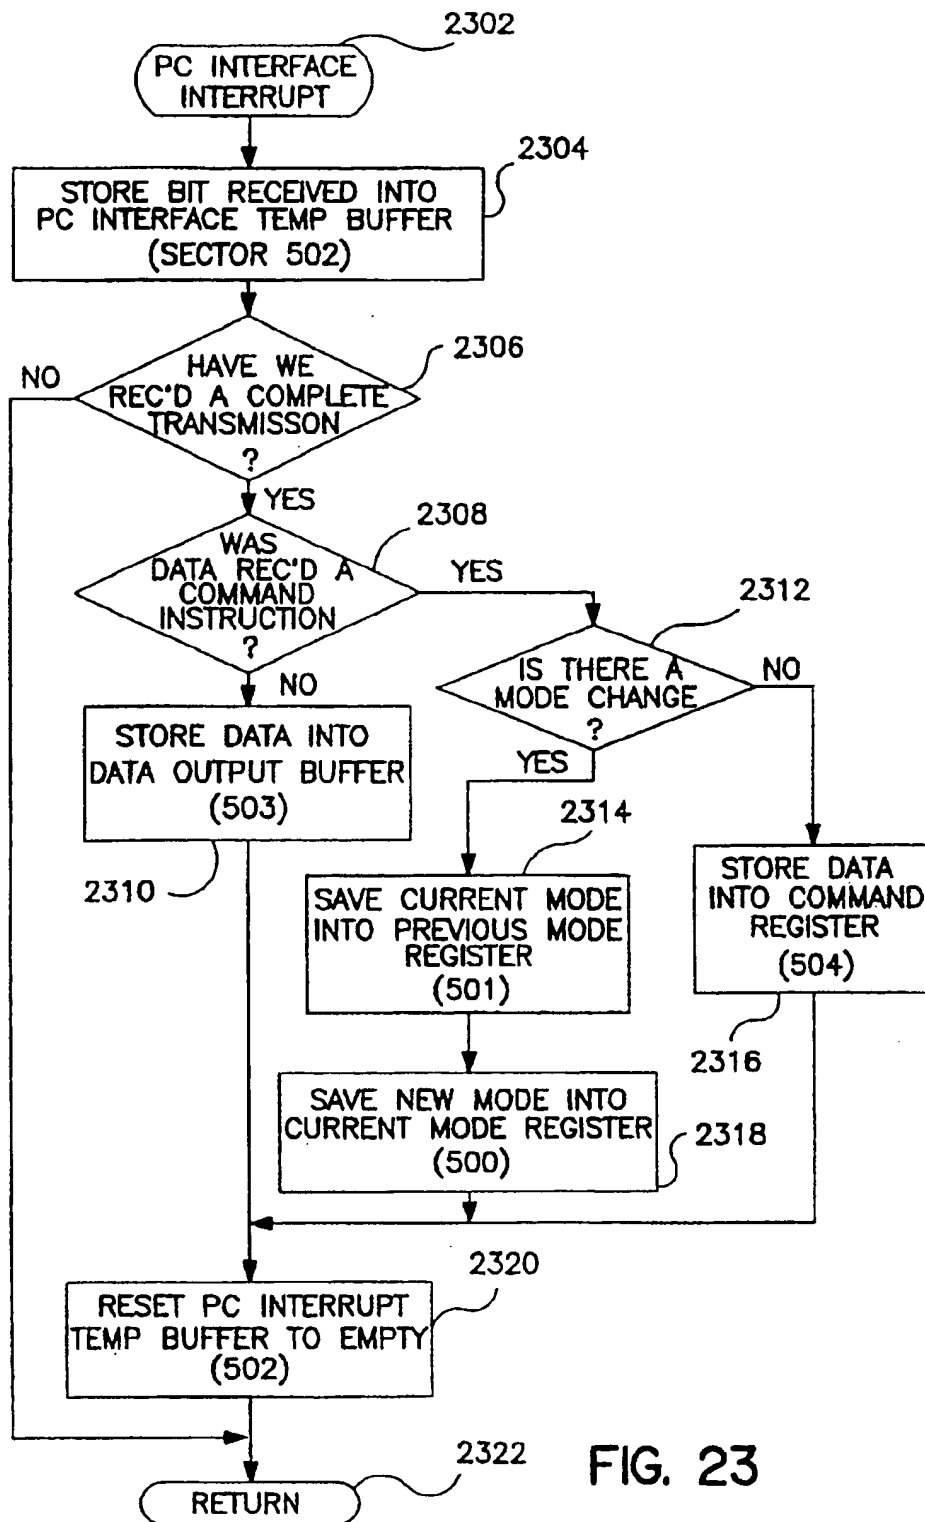 2302
PC INTERFACE
INTERRUPT
2304
STORE BIT RECEIVED INTO
PC INTERFACE TEMP BUFFER
(SECTOR 502)
2306
NO
HAVE WE
REC'D A COMPLETE
TRANSMISSON
?
YES
2308
WAS
DATA REC'D A
COMMAND
INSTRUCTION
?
YES
2312
NO
IS THERE A
MODE CHANGE
?
NO
YES
STORE DATA INTO
DATA OUTPUT BUFFER
(503)
2310
2314
SAVE CURRENT MODE
INTO PREVIOUS MODE
REGISTER
(501)
STORE DATA
INTO COMMAND
REGISTER
(504)
2316
SAVE NEW MODE INTO
CURRENT MODE REGISTER
(500)
2318
2320
RESET PC INTERRUPT
TEMP BUFFER TO EMPTY
(502)
2322
RETURN
FIG. 23